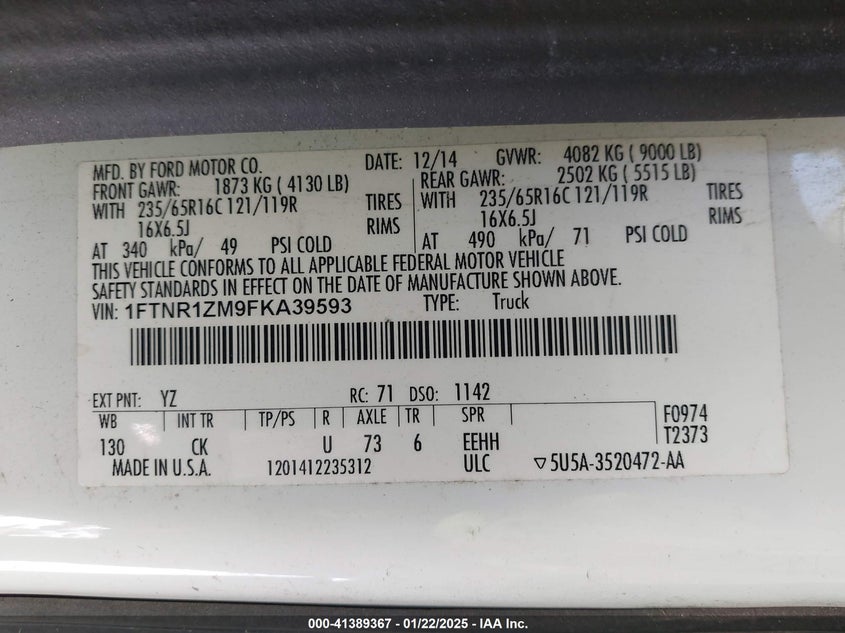 MFD. BY FORD MOTOR CO. DATE: 12/14 GVWR: 4082 KG ( 9000 LB)
FRONT GAWR: 1873 KG ( 4130 LB) REAR GAWR: 2502 KG ( 5515 LB)
WITH 235/65R16C 121/119R TIRES WITH 235/65R16C 121/119R TIRES
16X6.5J RIMS 16X6.5J RIMS
AT 340 kPa/ 49 PSI COLD AT 490 kPa/ 71 PSI COLD
THIS VEHICLE CONFORMS TO ALL APPLICABLE FEDERAL MOTOR VEHICLE
SAFETY STANDARDS IN EFFECT ON THE DATE OF MANUFACTURE SHOWN ABOVE.
VIN: 1FTNR1ZM9FKA39593 TYPE: Truck
EXT PNT: YZ RC: 71 DSO: 1142
WB INT TR TP/PS R AXLE TR SPR F0974
130 CK U 73 6 EEHH T2373
MADE IN U.S.A. 1201412235312 ULC ▽5U5A-3520472-AA
000-41389367 - 01/22/2025 - IAA Inc.